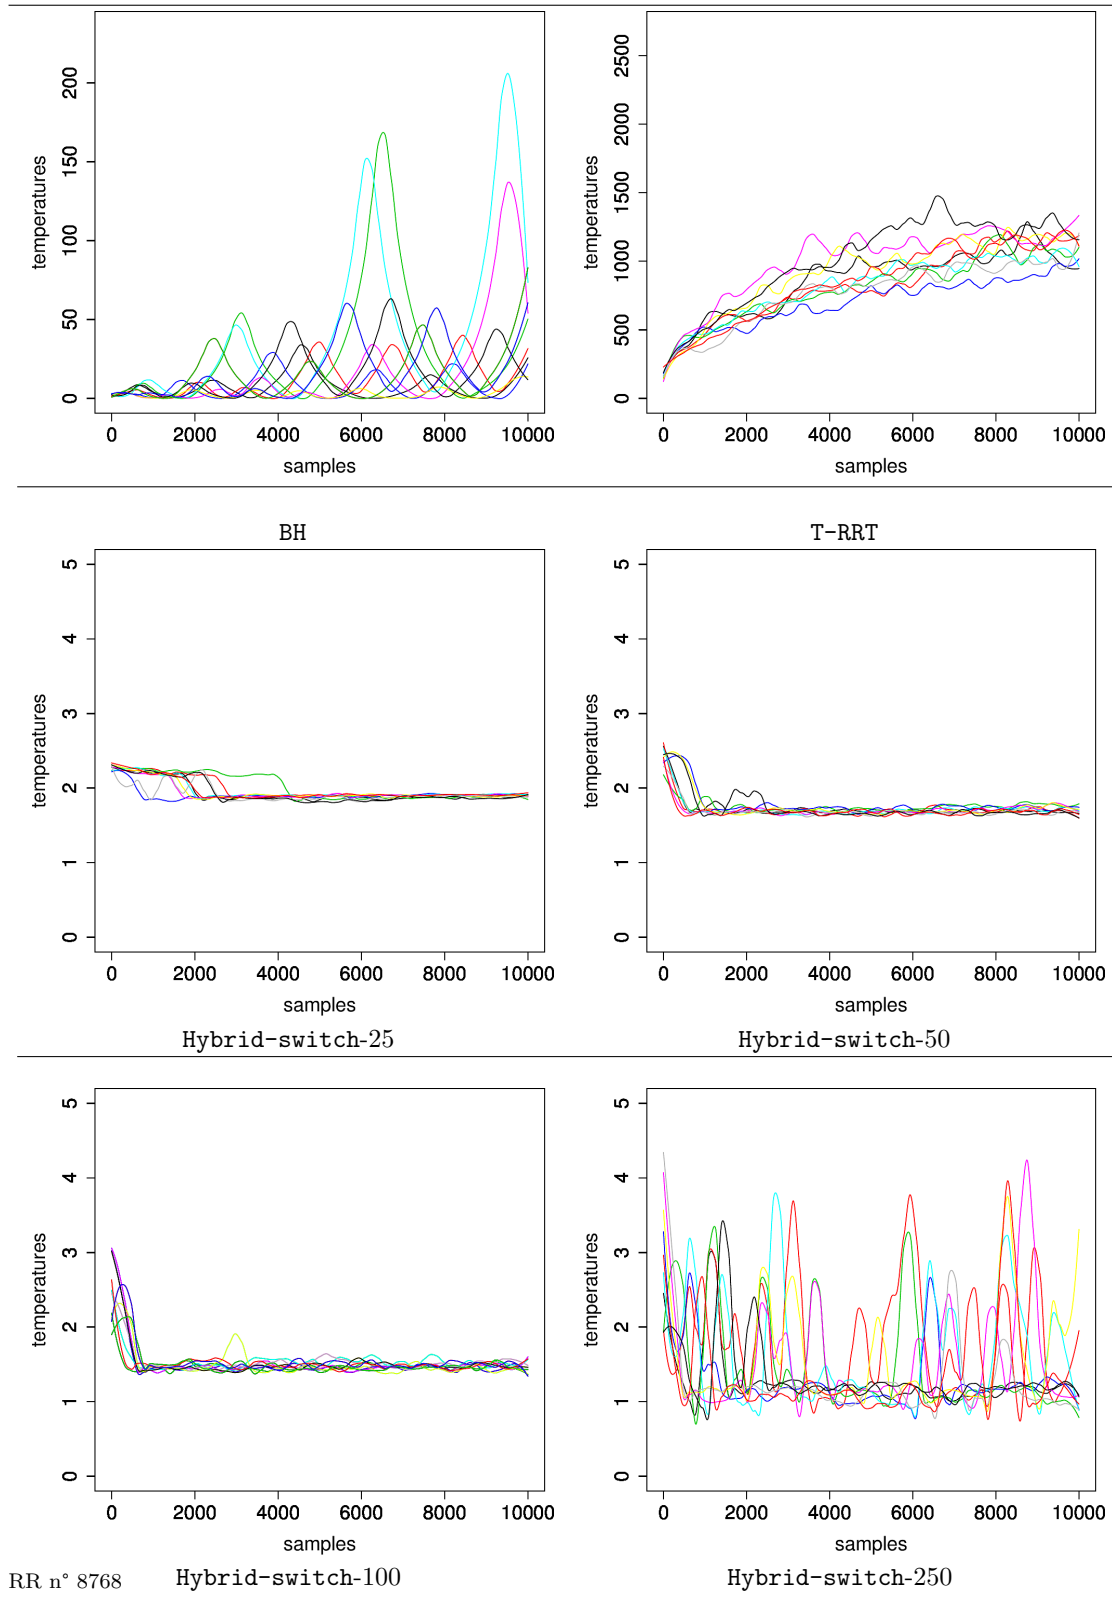 200
150
100
50
0
temperatures
0 2000 4000 6000 8000 10000
samples
2500
2000
1500
1000
500
0
temperatures
0 2000 4000 6000 8000 10000
samples
BH
T-RRT
5
4
3
2
1
0
temperatures
0 2000 4000 6000 8000 10000
samples
Hybrid-switch-25
5
4
3
2
1
0
temperatures
0 2000 4000 6000 8000 10000
samples
Hybrid-switch-50
5
4
3
2
1
0
temperatures
0 2000 4000 6000 8000 10000
samples
Hybrid-switch-100
5
4
3
2
1
0
temperatures
0 2000 4000 6000 8000 10000
samples
Hybrid-switch-250
RR n° 8768